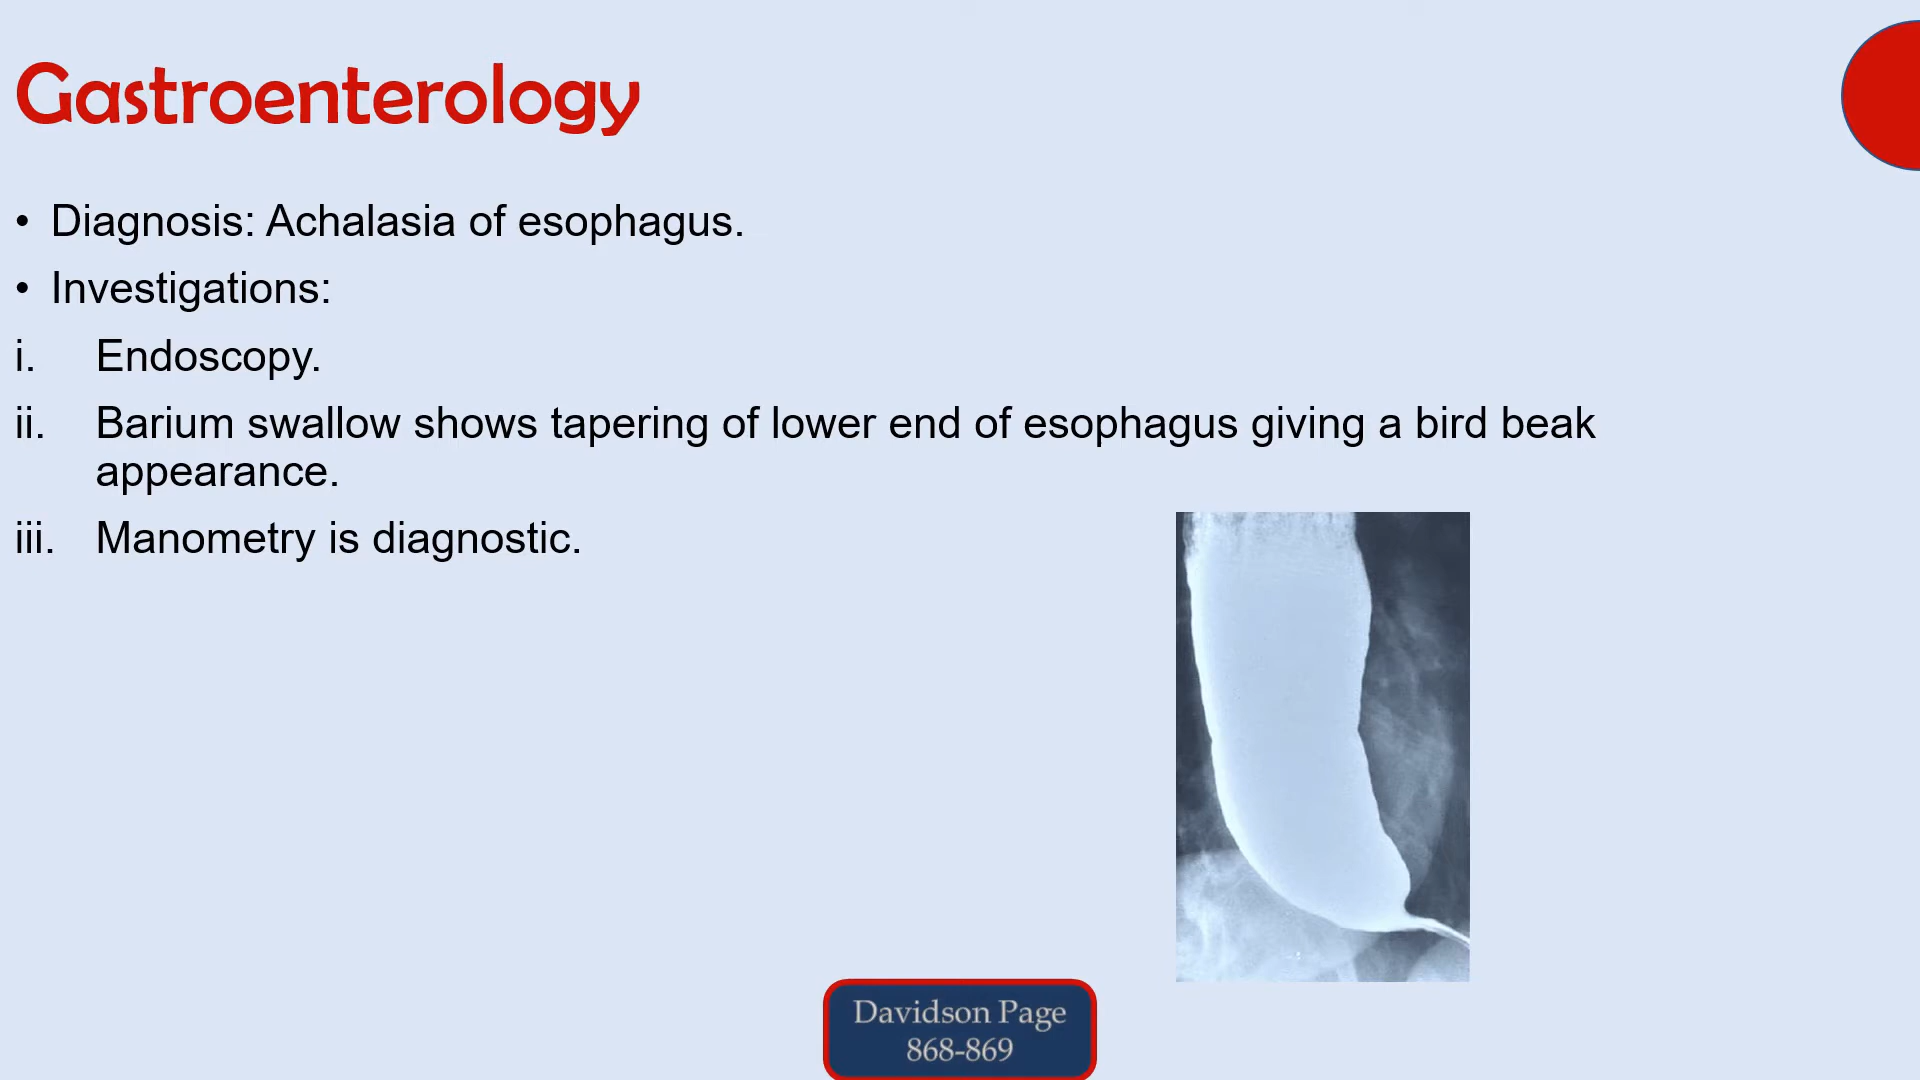 Gastroenterology
• Diagnosis: Achalasia of esophagus.
• Investigations:
i. Endoscopy.
ii. Barium swallow shows tapering of lower end of esophagus giving a bird beak
appearance.
iii. Manometry is diagnostic.
Davidson Page
868-869